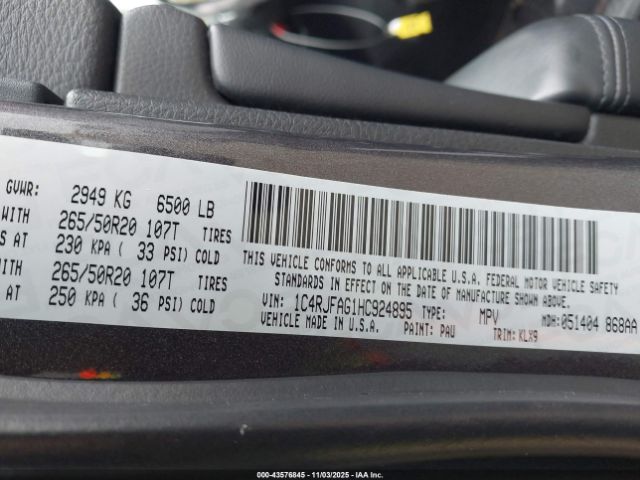 GVWR: 2949 KG 6500 LB
WITH 265/50R20 107T TIRES
S AT 230 KPA ( 33 PSI) COLD
WITH 265/50R20 107T TIRES
AT 250 KPA ( 36 PSI) COLD
THIS VEHICLE CONFORMS TO ALL APPLICABLE U.S.A. FEDERAL MOTOR VEHICLE SAFETY
STANDARDS IN EFFECT ON THE DATE OF MANUFACTURE SHOWN ABOVE.
VIN: 1C4RJFAG1HC924895 TYPE: MPV MDH: 051404 868AA
VEHICLE MADE IN U.S.A. PAINT: PAU TRIM: KLX9
000-43576845 - 11/03/2025 - IAA Inc.